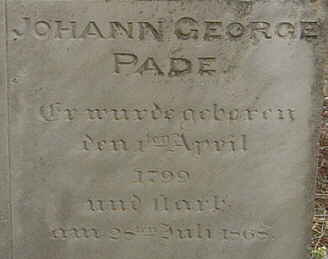 JOHANN GEORGE
PADE.
Er wurde geboren
den 1ten April
1799
und starb,
am 28ten Juli 1868.